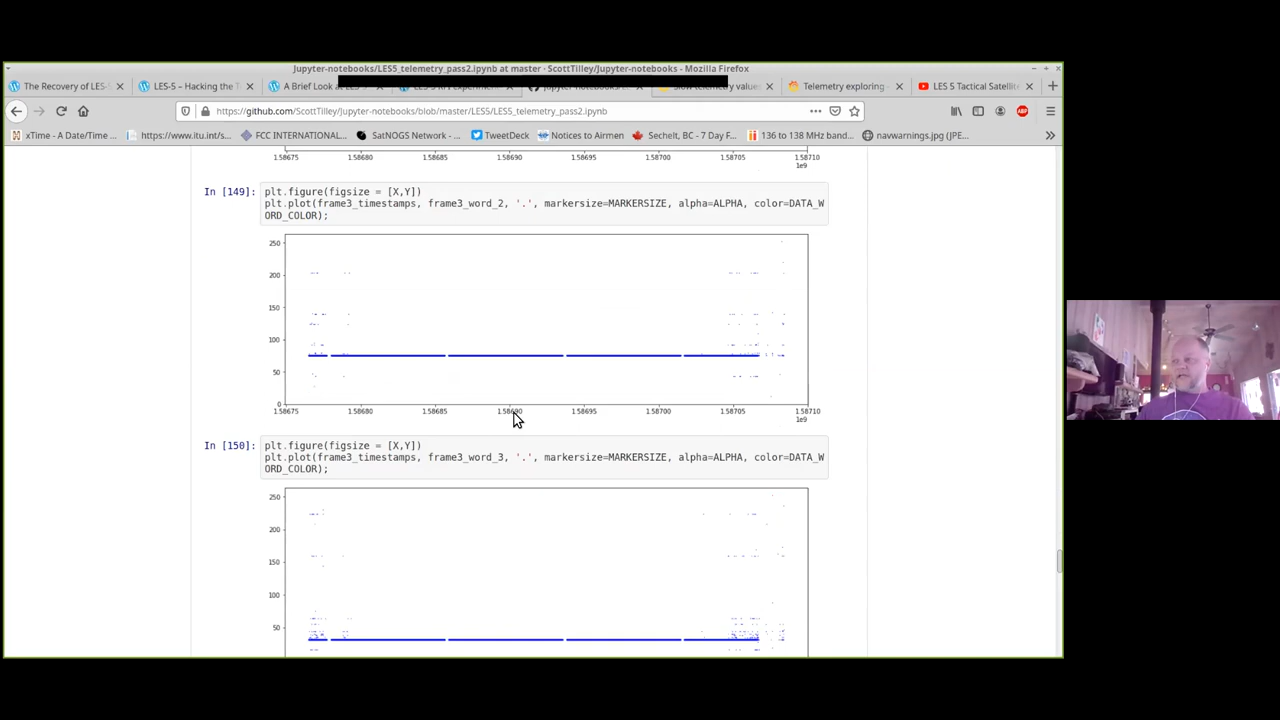 Jupyter-notebooks/LES5_telemetry_pass2.ipynb at master · ScottTilley/Jupyter-notebooks - Mozilla Firefox
The Recovery of LES-
LES-5 – Hacking the T
A Brief Look at LES
Telemetry exploring -
LES 5 Tactical Satellite
https://github.com/ScottTilley/Jupyter-notebooks/blob/master/LES5/LES5_telemetry_pass2.ipynb
xTime - A Date/Time ...
https://www.itu.int/s...
FCC INTERNATIONAL...
SatNOGS Network - ...
TweetDeck
Notices to Airmen
Sechelt, BC - 7 Day F...
136 to 138 MHz band...
navwarnings.jpg (JPE...
1.58675 1.58680 1.58685 1.58690 1.58695 1.58700 1.58705 1.58710
1e9
In [149]: plt.figure(figsize = [X,Y])
plt.plot(frame3_timestamps, frame3_word_2, '.', markersize=MARKERSIZE, alpha=ALPHA, color=DATA_W
ORD_COLOR);
250
200
150
100
50
0
1.58675 1.58680 1.58685 1.58690 1.58695 1.58700 1.58705 1.58710
1e9
In [150]: plt.figure(figsize = [X,Y])
plt.plot(frame3_timestamps, frame3_word_3, '.', markersize=MARKERSIZE, alpha=ALPHA, color=DATA_W
ORD_COLOR);
250
200
150
100
50